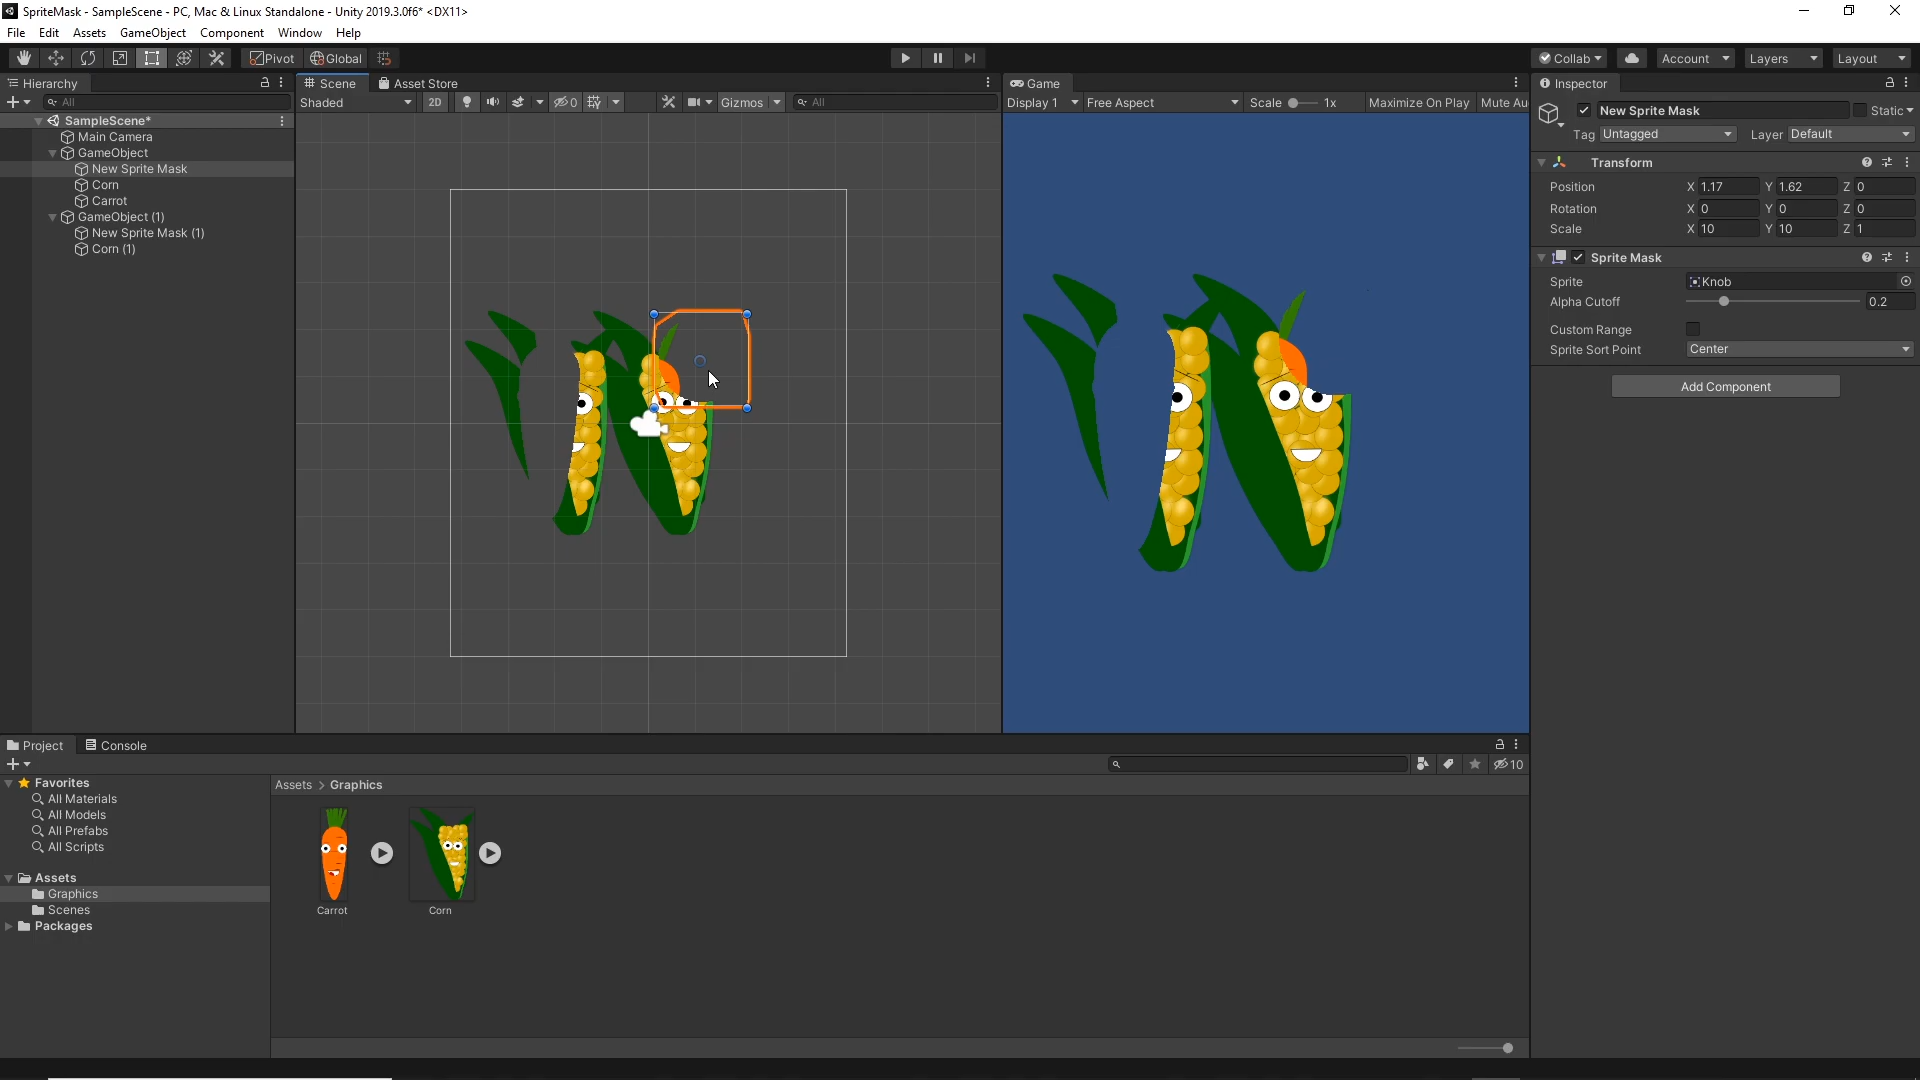 SpriteMask - SampleScene - PC, Mac & Linux Standalone - Unity 2019.3.0f6* <DX11>
File Edit Assets GameObject Component Window Help
Pivot Global
Collab Account Layers Layout
Hierarchy
All
SampleScene*
Main Camera
GameObject
New Sprite Mask
Corn
Carrot
GameObject (1)
New Sprite Mask (1)
Corn (1)
Scene Asset Store
Shaded 2D 0 Gizmos All
Game
Display 1 Free Aspect Scale 1x Maximize On Play Mute Au
Inspector
New Sprite Mask Static
Tag Untagged Layer Default
Transform
Position X 1.17 Y 1.62 Z 0
Rotation X 0 Y 0 Z 0
Scale X 10 Y 10 Z 1
Sprite Mask
Sprite Knob
Alpha Cutoff 0.2
Custom Range
Sprite Sort Point Center
Add Component
Project Console
10
Favorites
All Materials
All Models
All Prefabs
All Scripts
Assets
Graphics
Scenes
Packages
Assets > Graphics
Carrot Corn